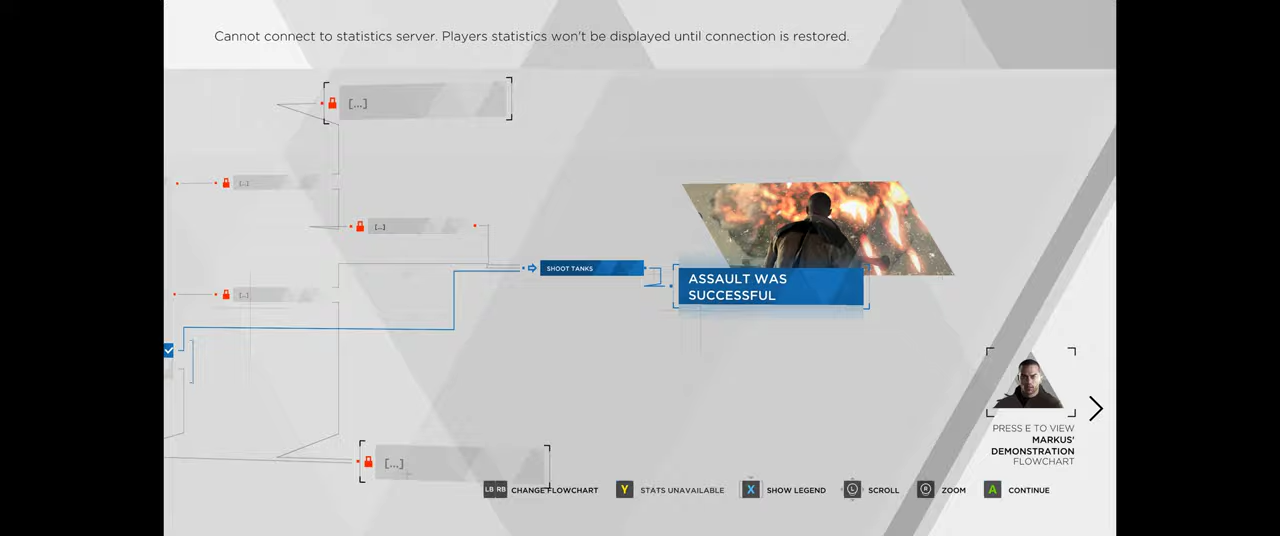 Cannot connect to statistics server. Players statistics won't be displayed until connection is restored.
[...]
[...]
[...]
SHOOT TANKS
ASSAULT WAS
SUCCESSFUL
[...]
[...]
PRESS E TO VIEW
MARKUS'
DEMONSTRATION
FLOWCHART
LB RB CHANGE FLOWCHART Y STATS UNAVAILABLE X SHOW LEGEND L SCROLL R ZOOM A CONTINUE